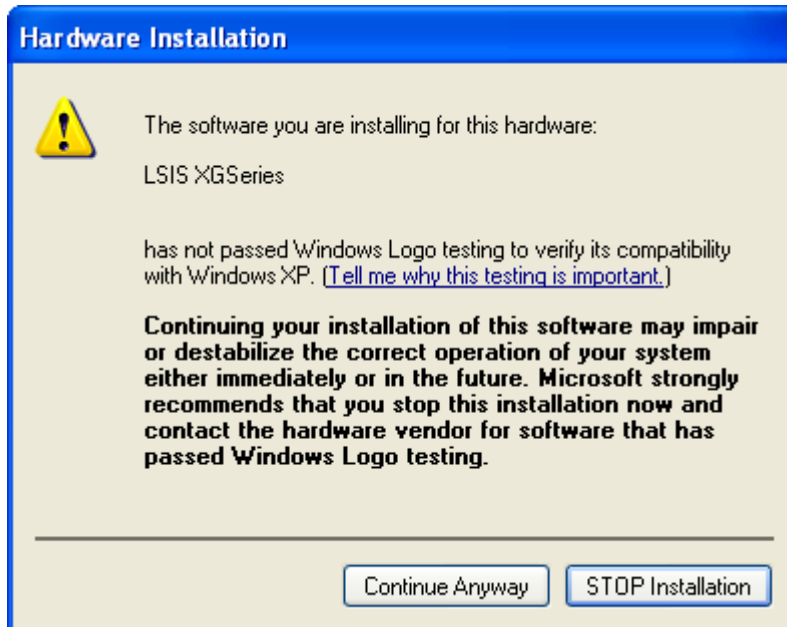 Hardware Installation
The software you are installing for this hardware:
LSIS XGSeries
has not passed Windows Logo testing to verify its compatibility
with Windows XP. (Tell me why this testing is important.)
Continuing your installation of this software may impair
or destabilize the correct operation of your system
either immediately or in the future. Microsoft strongly
recommends that you stop this installation now and
contact the hardware vendor for software that has
passed Windows Logo testing.
Continue Anyway
STOP Installation